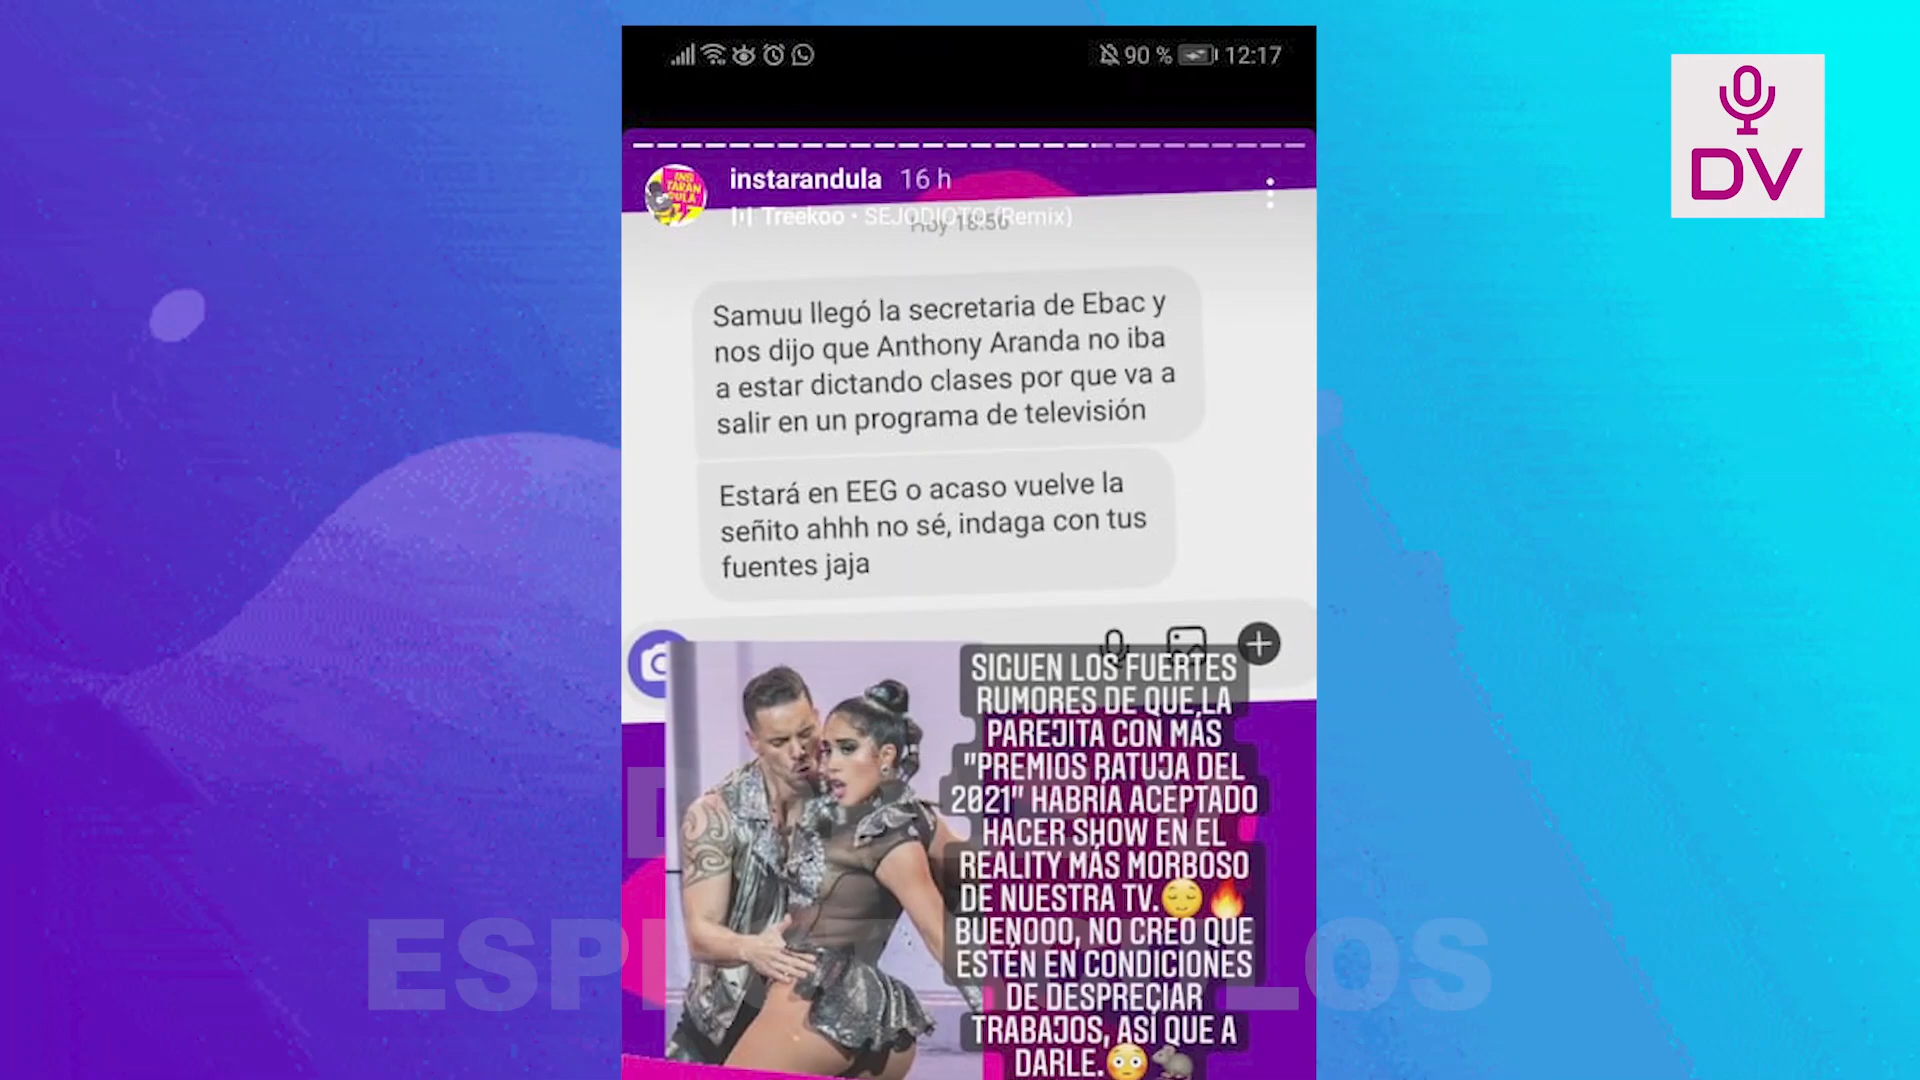 90 % 12:17
DV
instarandula 16 h
Treekoo • SEJODIOTO (Remix)
Hoy 18:50
Samuu llegó la secretaria de Ebac y
nos dijo que Anthony Aranda no iba
a estar dictando clases por que va a
salir en un programa de televisión
Estará en EEG o acaso vuelve la
señito ahhh no sé, indaga con tus
fuentes jaja
SIGUEN LOS FUERTES
RUMORES DE QUE LA
PAREJITA CON MÁS
"PREMIOS RATUJA DEL
2021" HABRÍA ACEPTADO
HACER SHOW EN EL
REALITY MÁS MORBOSO
DE NUESTRA TV.😌🔥
BUENOOO, NO CREO QUE
ESTÉN EN CONDICIONES
DE DESPRECIAR
TRABAJOS, ASÍ QUE A
DARLE.😳🐁